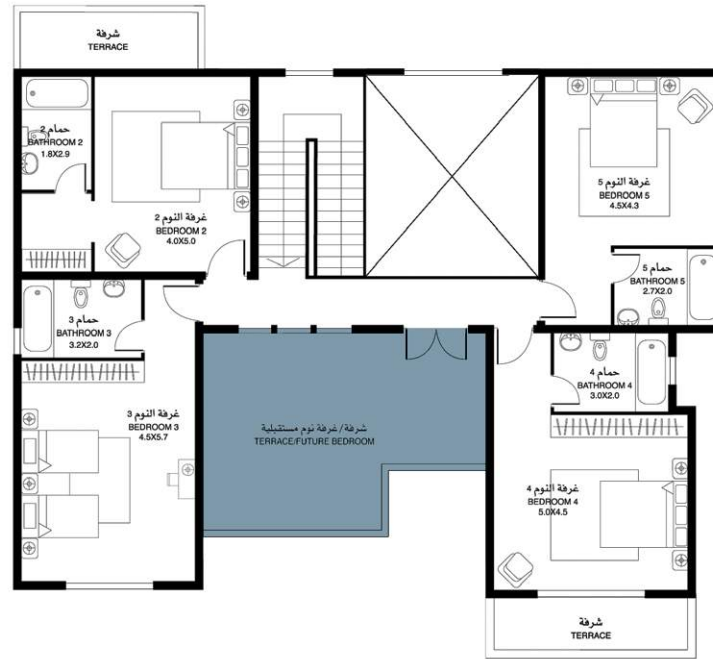 شرفة
TERRACE
حمام 2
BATHROOM 2
1.8X2.9
غرفة النوم 2
BEDROOM 2
4.0X5.0
غرفة النوم 5
BEDROOM 5
4.5X4.3
حمام 5
BATHROOM 5
2.7X2.0
حمام 3
BATHROOM 3
3.2X2.0
حمام 4
BATHROOM 4
3.0X2.0
غرفة النوم 3
BEDROOM 3
4.5X5.7
شرفة/غرفة نوم مستقبلية
TERRACE/FUTURE BEDROOM
غرفة النوم 4
BEDROOM 4
5.0X4.5
شرفة
TERRACE